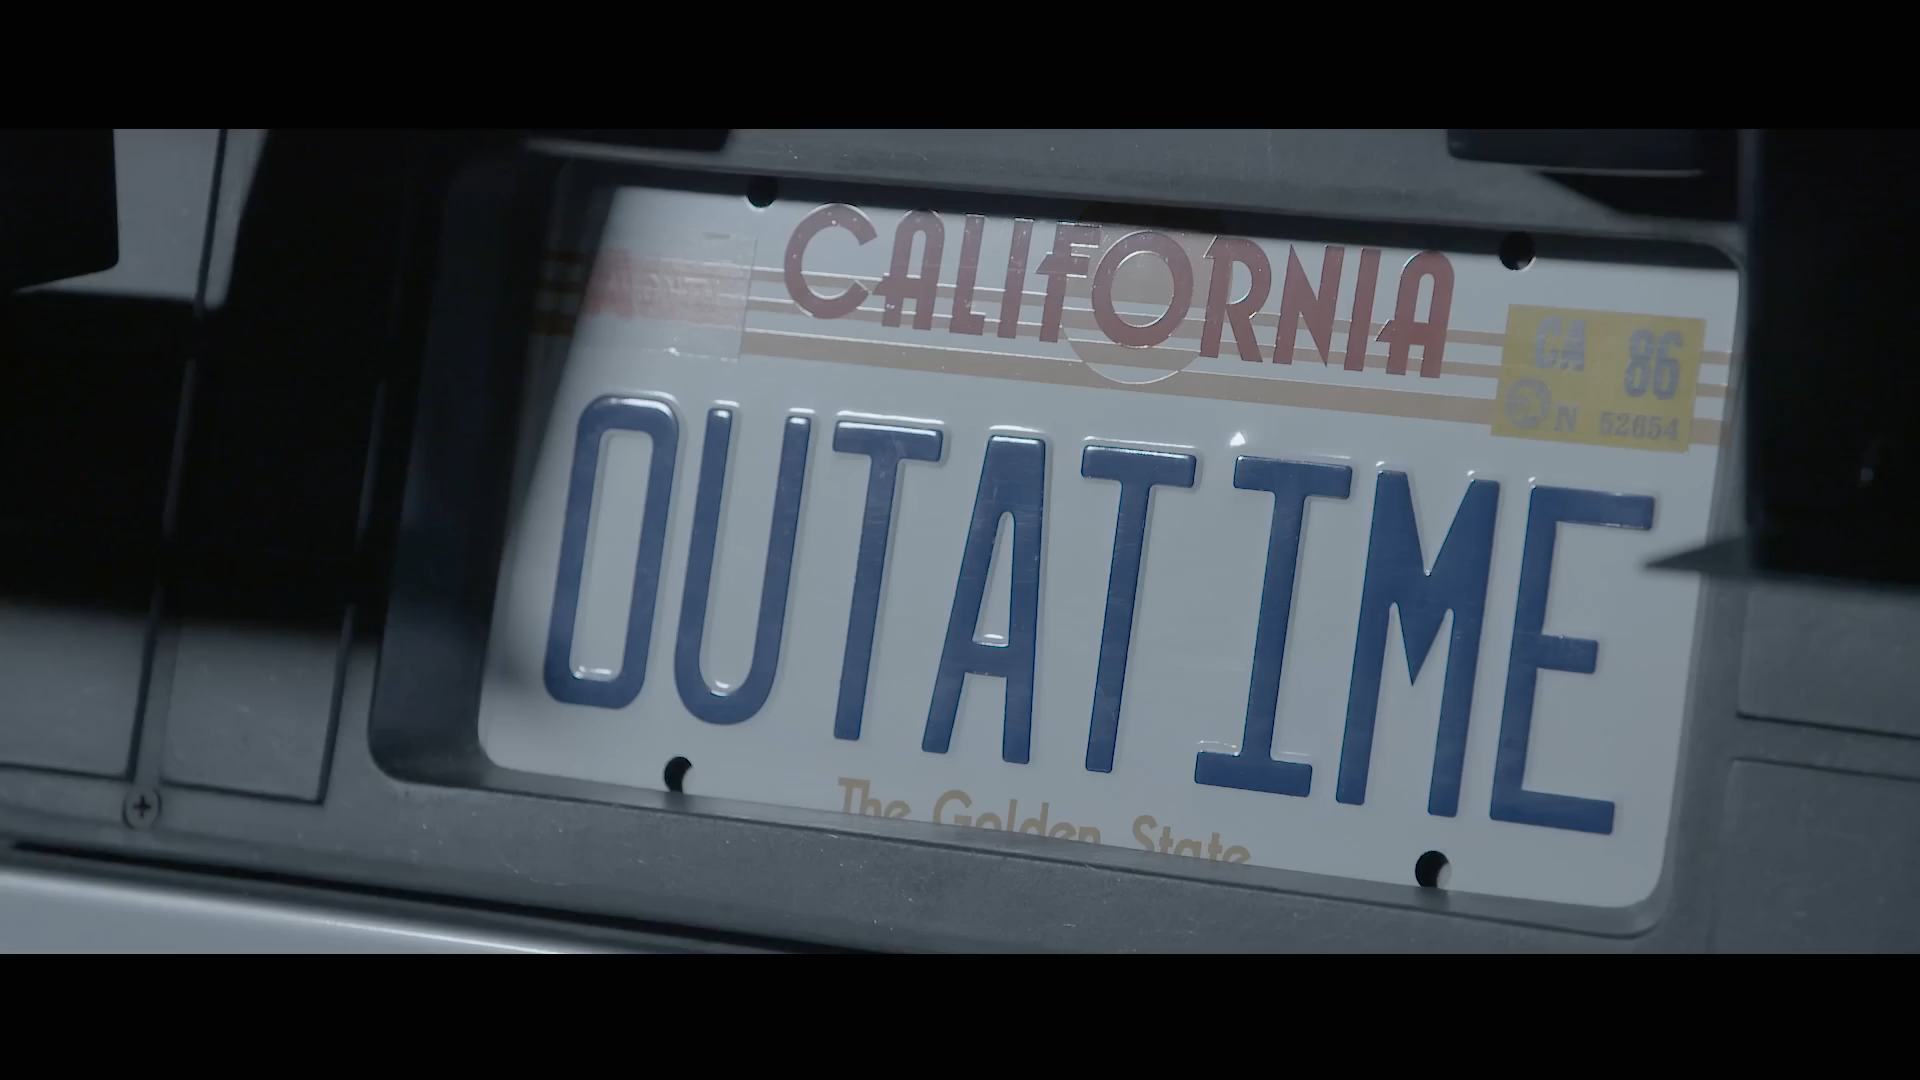 CALIFORNIA
CA 86
N 52654
OUTATIME
The Golden State